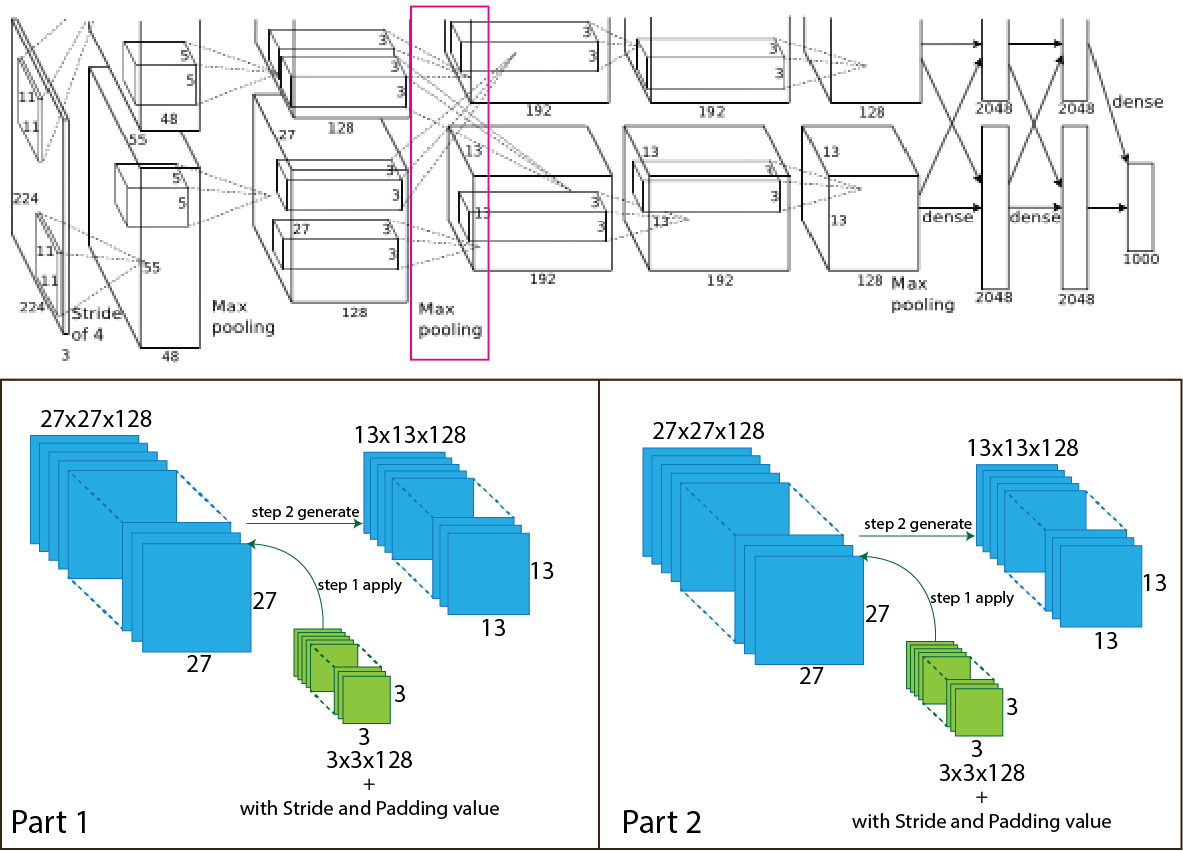 3
3
5
3
5
3
3
3
11
11
48
192
192
128
2048
2048
dense
27
128
55
13
13
13
5
3
3
5
3
3
224
13
3
13
13
27
3
3
dense
dense
11
55
3
11
1000
192
192
128
2048
2048
224
Stride
of 4
Max
pooling
128
Max
pooling
Max
pooling
3
48
27x27x128
13x13x128
step 2 generate
step 1 apply
13
27
13
27
3
3
3x3x128
+
with Stride and Padding value
Part 1
27x27x128
13x13x128
step 2 generate
step 1 apply
13
27
13
27
3
3
3x3x128
+
with Stride and Padding value
Part 2